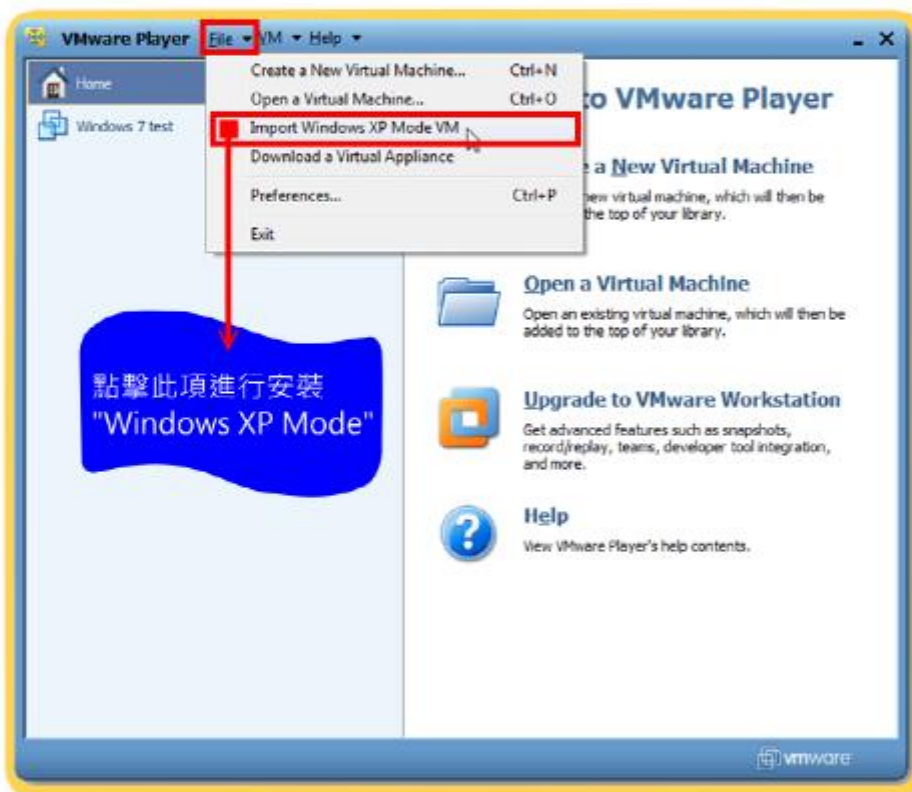 VMware Player File VM Help
Home
Windows 7 test
Create a New Virtual Machine... Ctrl+N
Open a Virtual Machine... Ctrl+O
Import Windows XP Mode VM
Download a Virtual Appliance
Preferences... Ctrl+P
Exit
to VMware Player
a New Virtual Machine
new virtual machine, which will then be
the top of your library.
Open a Virtual Machine
Open an existing virtual machine, which will then be
added to the top of your library.
Upgrade to VMware Workstation
Get advanced features such as snapshots,
record/replay, teams, developer tool integration,
and more.
Help
View VMware Player's help contents.
點擊此項進行安裝
"Windows XP Mode"
vmware